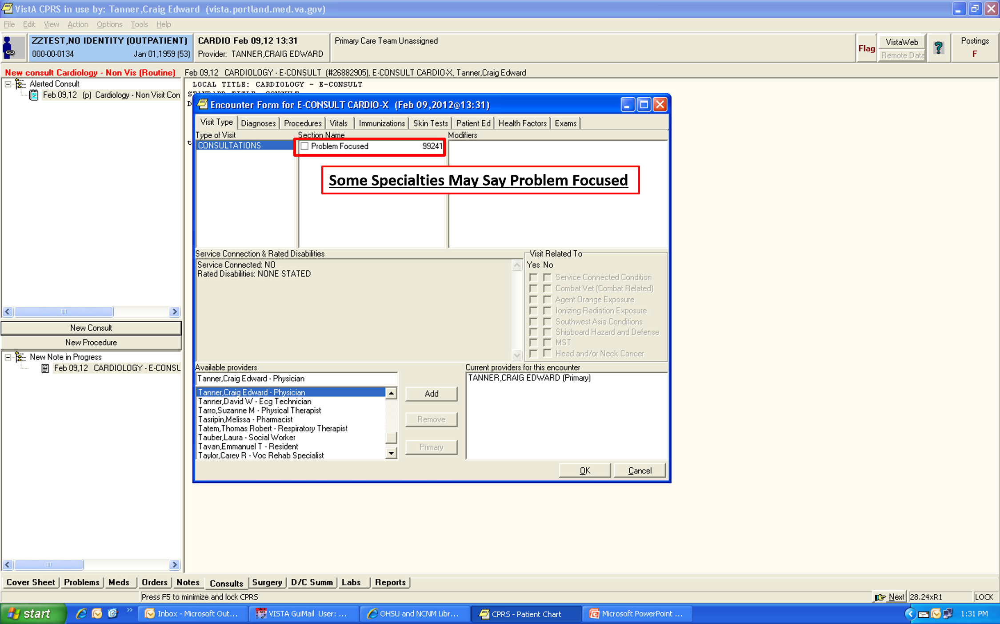 VistA CPRS in use by: Tanner,Craig Edward (vista.portland.med.va.gov)
File Edit View Action Options Tools Help
ZZTEST,NO IDENTITY (OUTPATIENT)
000-00-0134 Jan 01,1959 (53)
CARDIO Feb 09,12 13:31
Provider: TANNER,CRAIG EDWARD
Primary Care Team Unassigned
Flag
VistaWeb
Remote Data
?
Postings
F
New consult Cardiology - Non Vis (Routine)
Feb 09,12 CARDIOLOGY - E-CONSULT (#26882905), E-CONSULT CARDIO-X, Tanner,Craig Edward
Alerted Consult
Feb 09,12 (p) Cardiology - Non Visit Con
LOCAL TITLE: CARDIOLOGY - E-CONSULT
D
t
Encounter Form for E-CONSULT CARDIO-X (Feb 09,2012@13:31)
Visit Type Diagnoses Procedures Vitals Immunizations Skin Tests Patient Ed Health Factors Exams
Type of Visit Section Name Modifiers
CONSULTATIONS Problem Focused 99241
Some Specialties May Say Problem Focused
Service Connection & Rated Disabilities
Service Connected: NO
Rated Disabilities: NONE STATED
Visit Related To
Yes No
Service Connected Condition
Combat Vet (Combat Related)
Agent Orange Exposure
Ionizing Radiation Exposure
Southwest Asia Conditions
Shipboard Hazard and Defense
MST
Head and/or Neck Cancer
New Consult
New Procedure
New Note in Progress
Feb 09,12 CARDIOLOGY - E-CONSL
Available providers
Tanner,Craig Edward - Physician
Tanner,Craig Edward - Physician
Tanner,David W - Ecg Technician
Tarro,Suzanne M - Physical Therapist
Tasripin,Melissa - Pharmacist
Tatem,Thomas Robert - Respiratory Therapist
Tauber,Laura - Social Worker
Tavan,Emmanuel T - Resident
Taylor,Carey R - Voc Rehab Specialist
Add
Remove
Primary
Current providers for this encounter
TANNER,CRAIG EDWARD (Primary)
OK Cancel
Cover Sheet Problems Meds Orders Notes Consults Surgery D/C Summ Labs Reports
Press F5 to minimize and lock CPRS
Next 28.24xR1 LOCK
start
Inbox - Microsoft Out...
VISTA GuiMail User: ...
OHSU and NCNM Libr...
CPRS - Patient Chart
Microsoft PowerPoint ...
1:31 PM